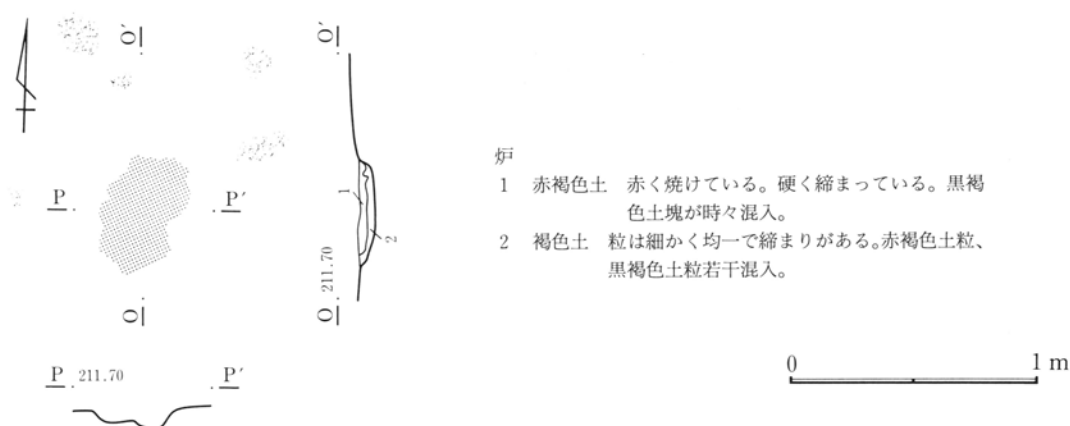 O′
O′
炉
1 赤褐色土 赤く焼けている。硬く締まっている。黒褐
色土塊が時々混入。
2 褐色土 粒は細かく均一で締まりがある。赤褐色土粒、
黒褐色土粒若干混入。
P P′
1
2
O
O 211.70
0 1 m
P 211.70 P′